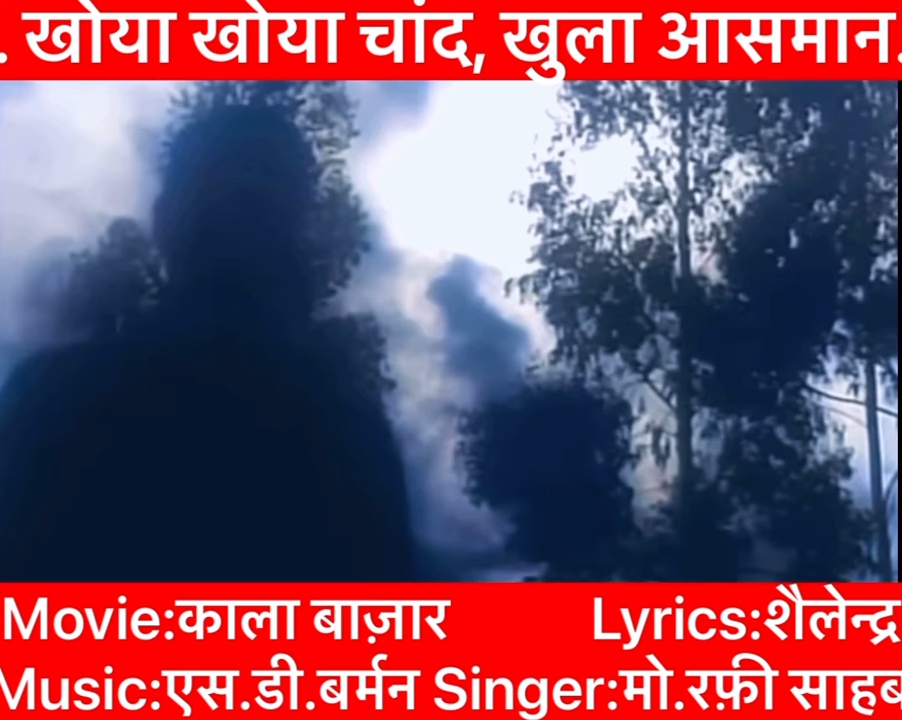 . खोया खोया चांद, खुला आसमान.
Movie:काला बाज़ार Lyrics:शैलेन्द्र
Music:एस.डी.बर्मन Singer:मो.रफ़ी साहब